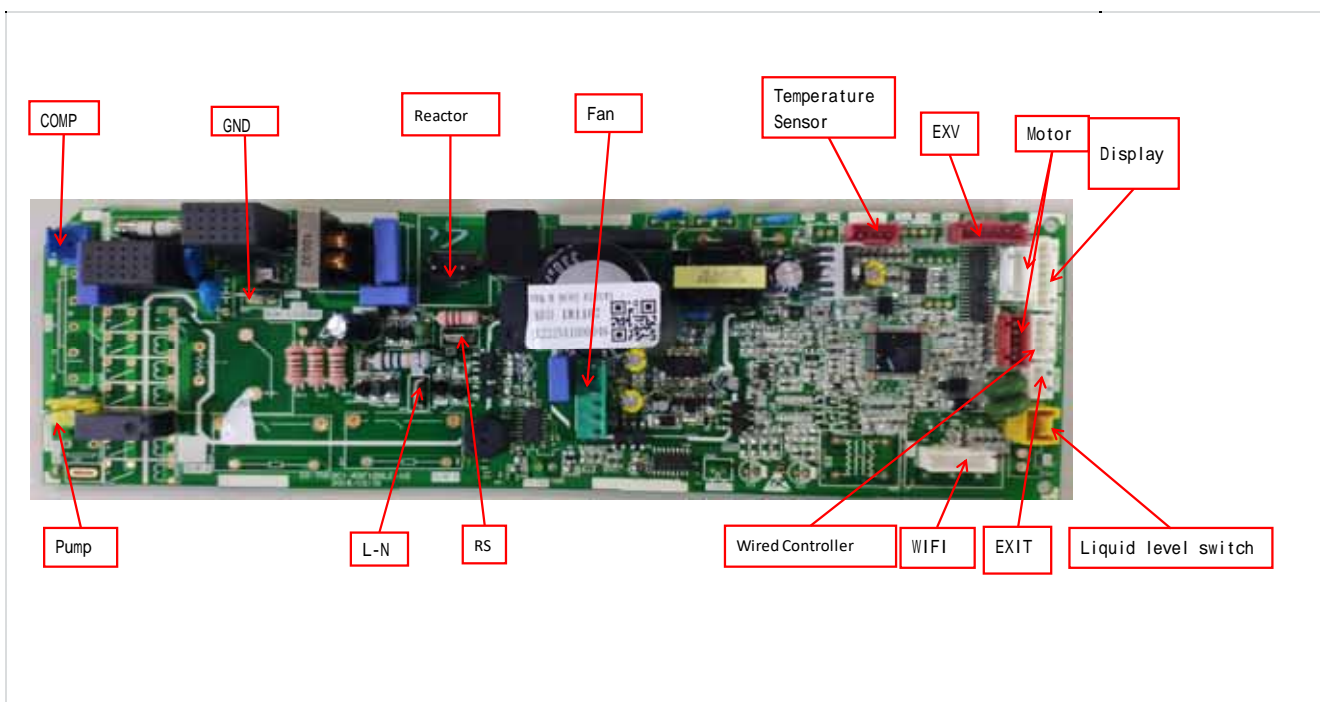 COMP
GND
Reactor
Fan
Temperature
Sensor
EXV
Motor
Display
Pump
L-N
RS
Wired Controller
WIFI
EXIT
Liquid level switch